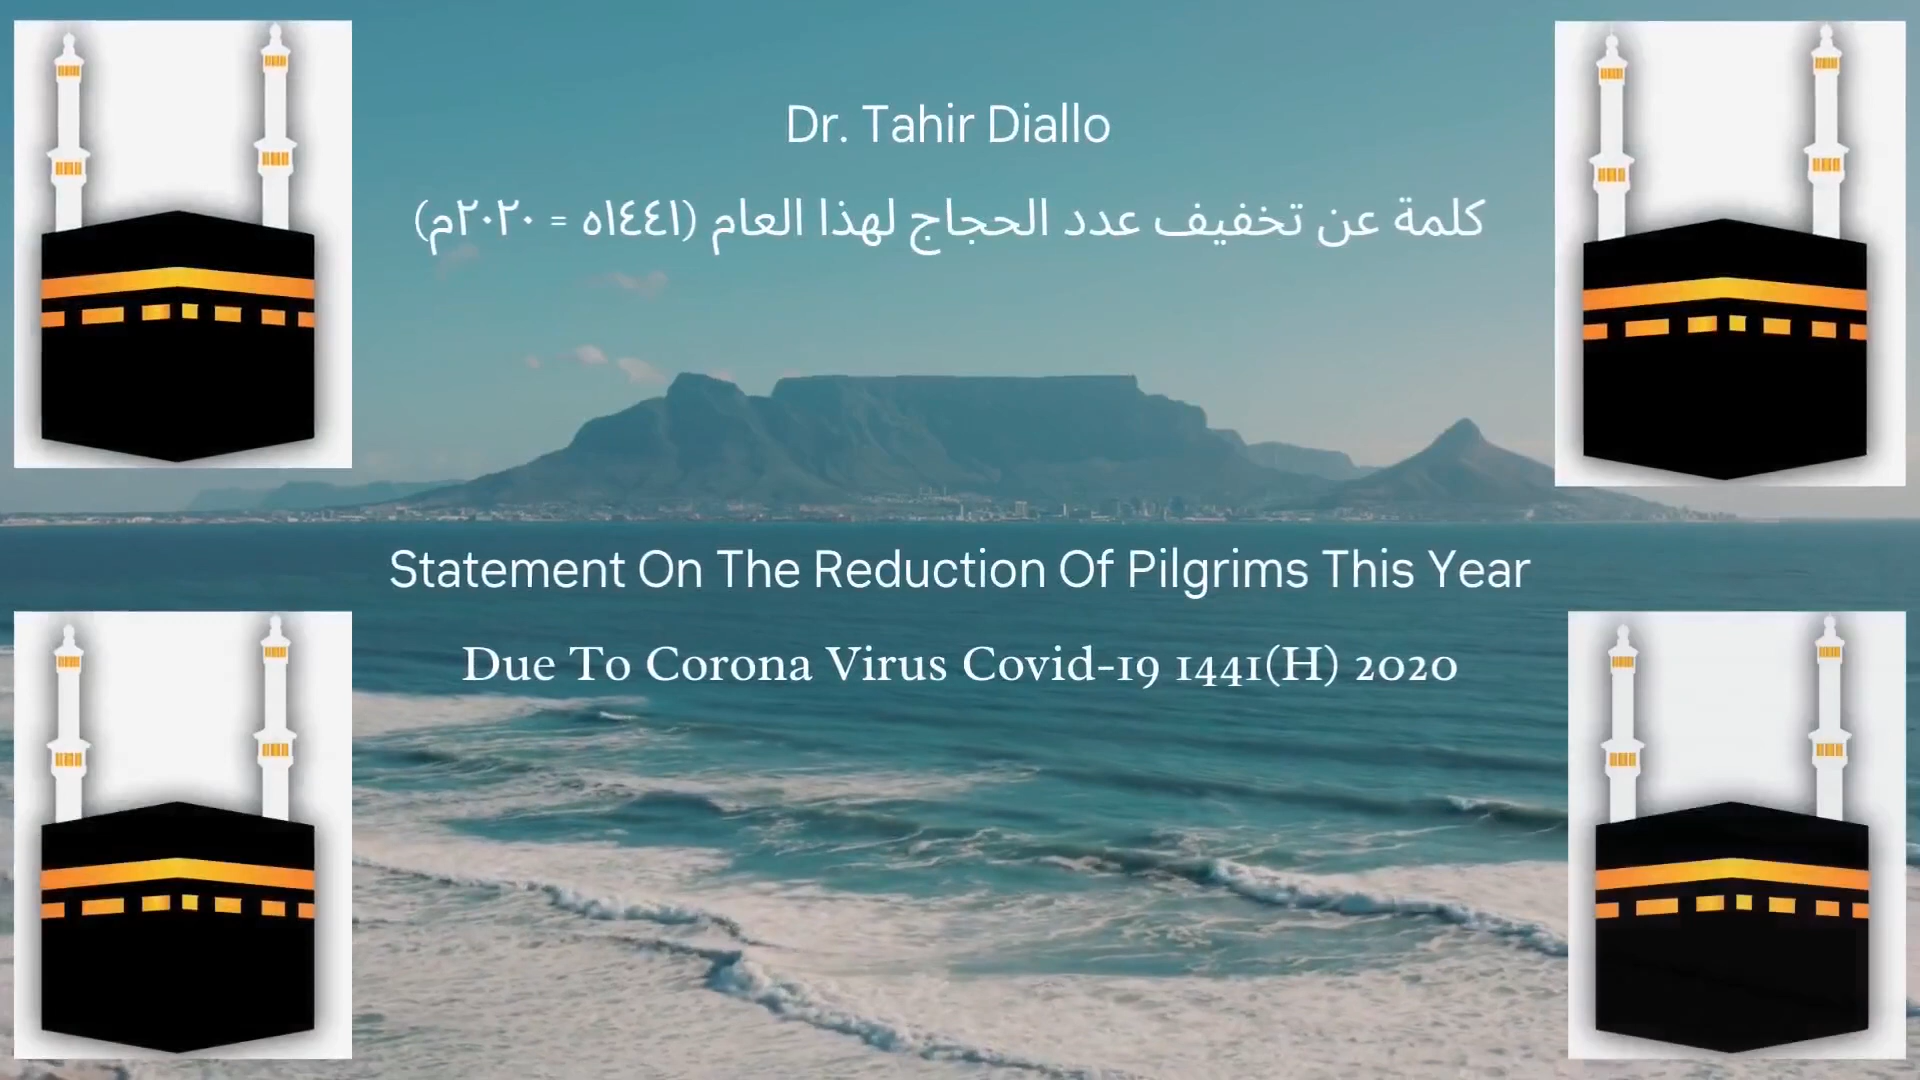 Dr. Tahir Diallo
كلمة عن تخفيف عدد الحجاج لهذا العام (١٤٤١ه = ٢٠٢٠م)
Statement On The Reduction Of Pilgrims This Year
Due To Corona Virus Covid-19 1441(H) 2020